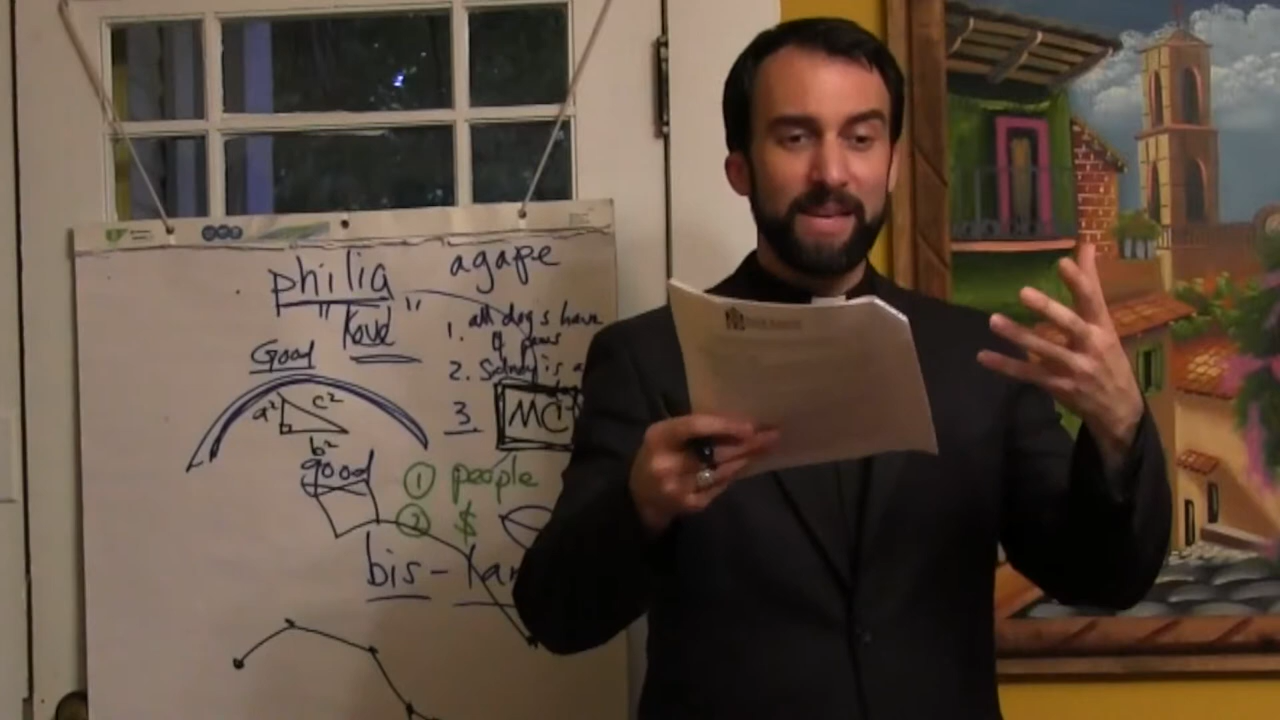 philia agape
"Kové"
1. all dogs have
4 paws
Good
2. Sidney is a
a² c²
3. MC
b²
good
① people
② $
bis-